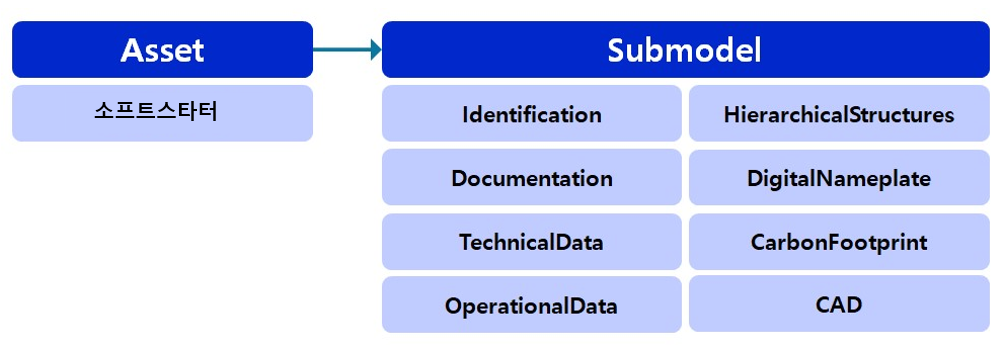 Asset
Submodel
소프트스타터
Identification
HierarchicalStructures
Documentation
DigitalNameplate
TechnicalData
CarbonFootprint
OperationalData
CAD